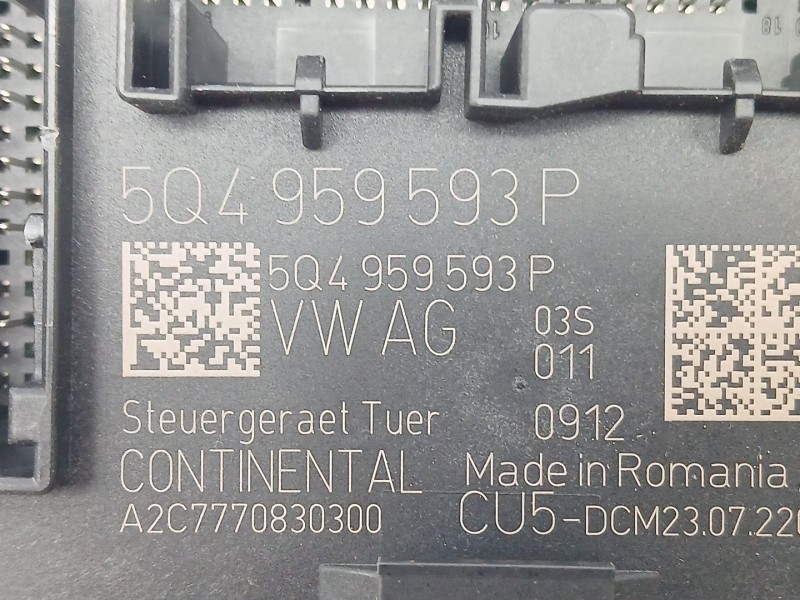 5Q4 959 593 P
5Q4 959 593 P
VW AG 03S
011
Steuergeraet Tuer 0912
CONTINENTAL Made in Romania
A2C7770830300 CU5-DCM23.07.220